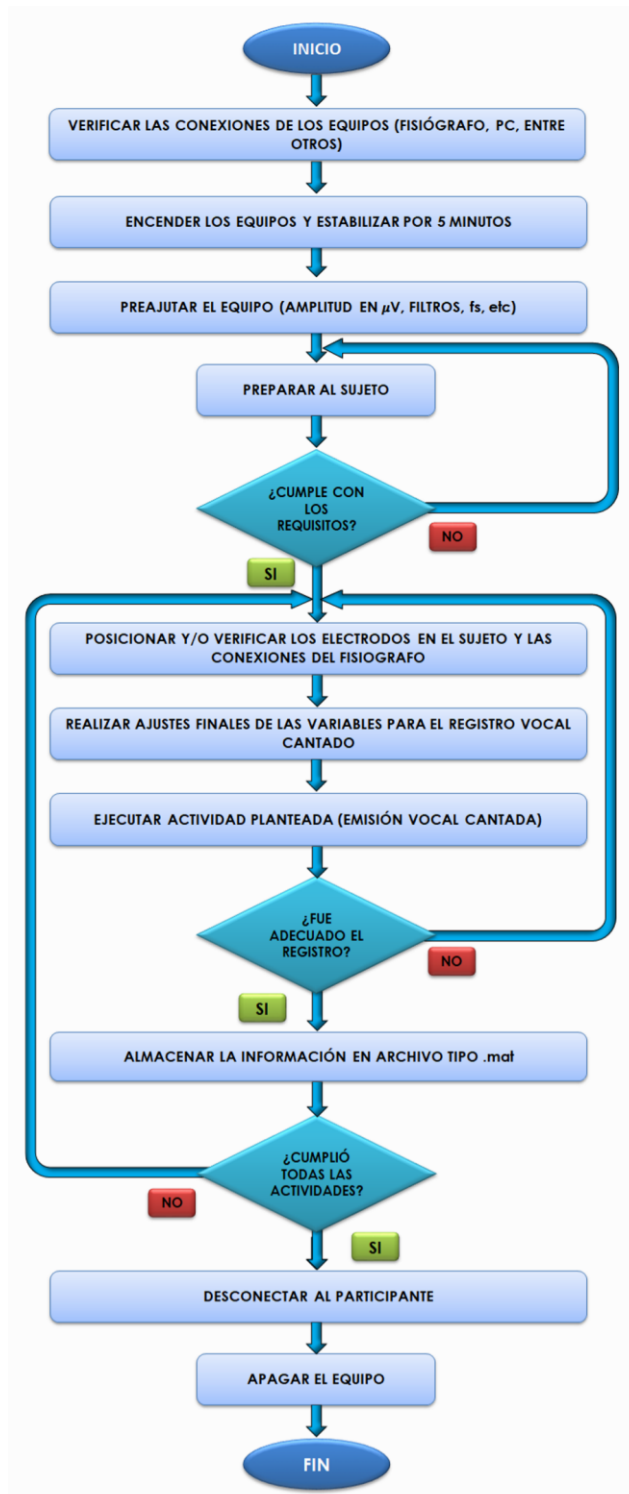 INICIO
VERIFICAR LAS CONEXIONES DE LOS EQUIPOS (FISIÓGRAFO, PC, ENTRE
OTROS)
ENCENDER LOS EQUIPOS Y ESTABILIZAR POR 5 MINUTOS
PREAJUTAR EL EQUIPO (AMPLITUD EN µV, FILTROS, fs, etc)
PREPARAR AL SUJETO
¿CUMPLE CON
LOS
REQUISITOS?
NO
SI
POSICIONAR Y/O VERIFICAR LOS ELECTRODOS EN EL SUJETO Y LAS
CONEXIONES DEL FISIOGRAFO
REALIZAR AJUSTES FINALES DE LAS VARIABLES PARA EL REGISTRO VOCAL
CANTADO
EJECUTAR ACTIVIDAD PLANTEADA (EMISIÓN VOCAL CANTADA)
¿FUE
ADECUADO EL
REGISTRO?
NO
SI
ALMACENAR LA INFORMACIÓN EN ARCHIVO TIPO .mat
¿CUMPLIÓ
TODAS LAS
ACTIVIDADES?
NO
SI
DESCONECTAR AL PARTICIPANTE
APAGAR EL EQUIPO
FIN